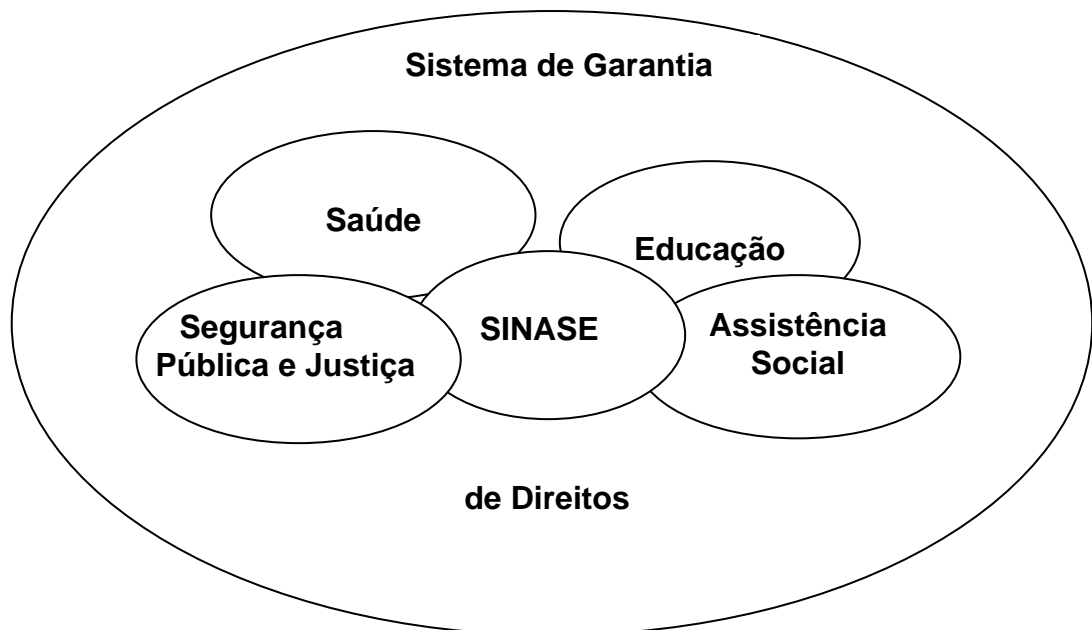 Sistema de Garantia
Saúde
Educação
Segurança
Pública e Justiça
SINASE
Assistência
Social
de Direitos